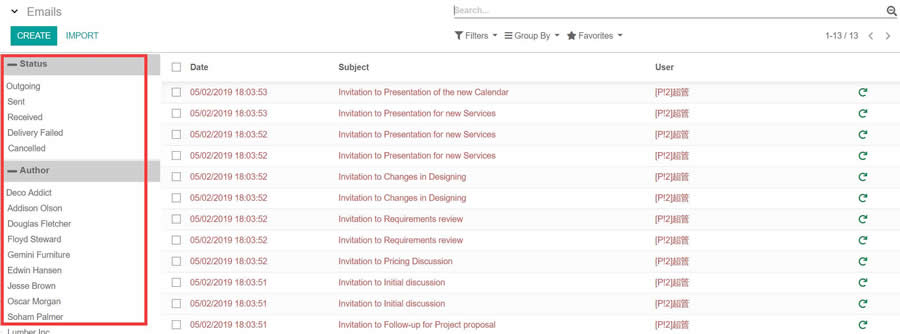 Emails
Search...
CREATE IMPORT
Filters Group By Favorites 1-13 / 13
Status
Outgoing
Sent
Received
Delivery Failed
Cancelled
Author
Deco Addict
Addison Olson
Douglas Fletcher
Floyd Steward
Gemini Furniture
Edwin Hansen
Jesse Brown
Oscar Morgan
Soham Palmer
Lumber Inc
Date Subject User
05/02/2019 18:03:53 Invitation to Presentation of the new Calendar [P!2]超管
05/02/2019 18:03:53 Invitation to Presentation for new Services [P!2]超管
05/02/2019 18:03:52 Invitation to Presentation for new Services [P!2]超管
05/02/2019 18:03:52 Invitation to Presentation for new Services [P!2]超管
05/02/2019 18:03:52 Invitation to Changes in Designing [P!2]超管
05/02/2019 18:03:52 Invitation to Changes in Designing [P!2]超管
05/02/2019 18:03:52 Invitation to Requirements review [P!2]超管
05/02/2019 18:03:52 Invitation to Requirements review [P!2]超管
05/02/2019 18:03:52 Invitation to Pricing Discussion [P!2]超管
05/02/2019 18:03:51 Invitation to Initial discussion [P!2]超管
05/02/2019 18:03:51 Invitation to Initial discussion [P!2]超管
05/02/2019 18:03:51 Invitation to Follow-up for Project proposal [P!2]超管